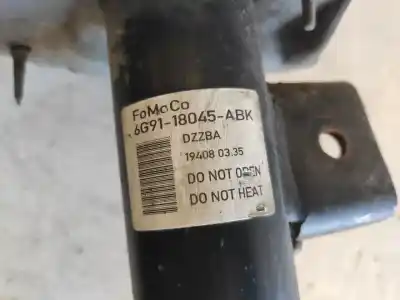 FoMoCo
6G91-18045-ABK
DZZBA
19408 03.35
DO NOT OPEN
DO NOT HEAT